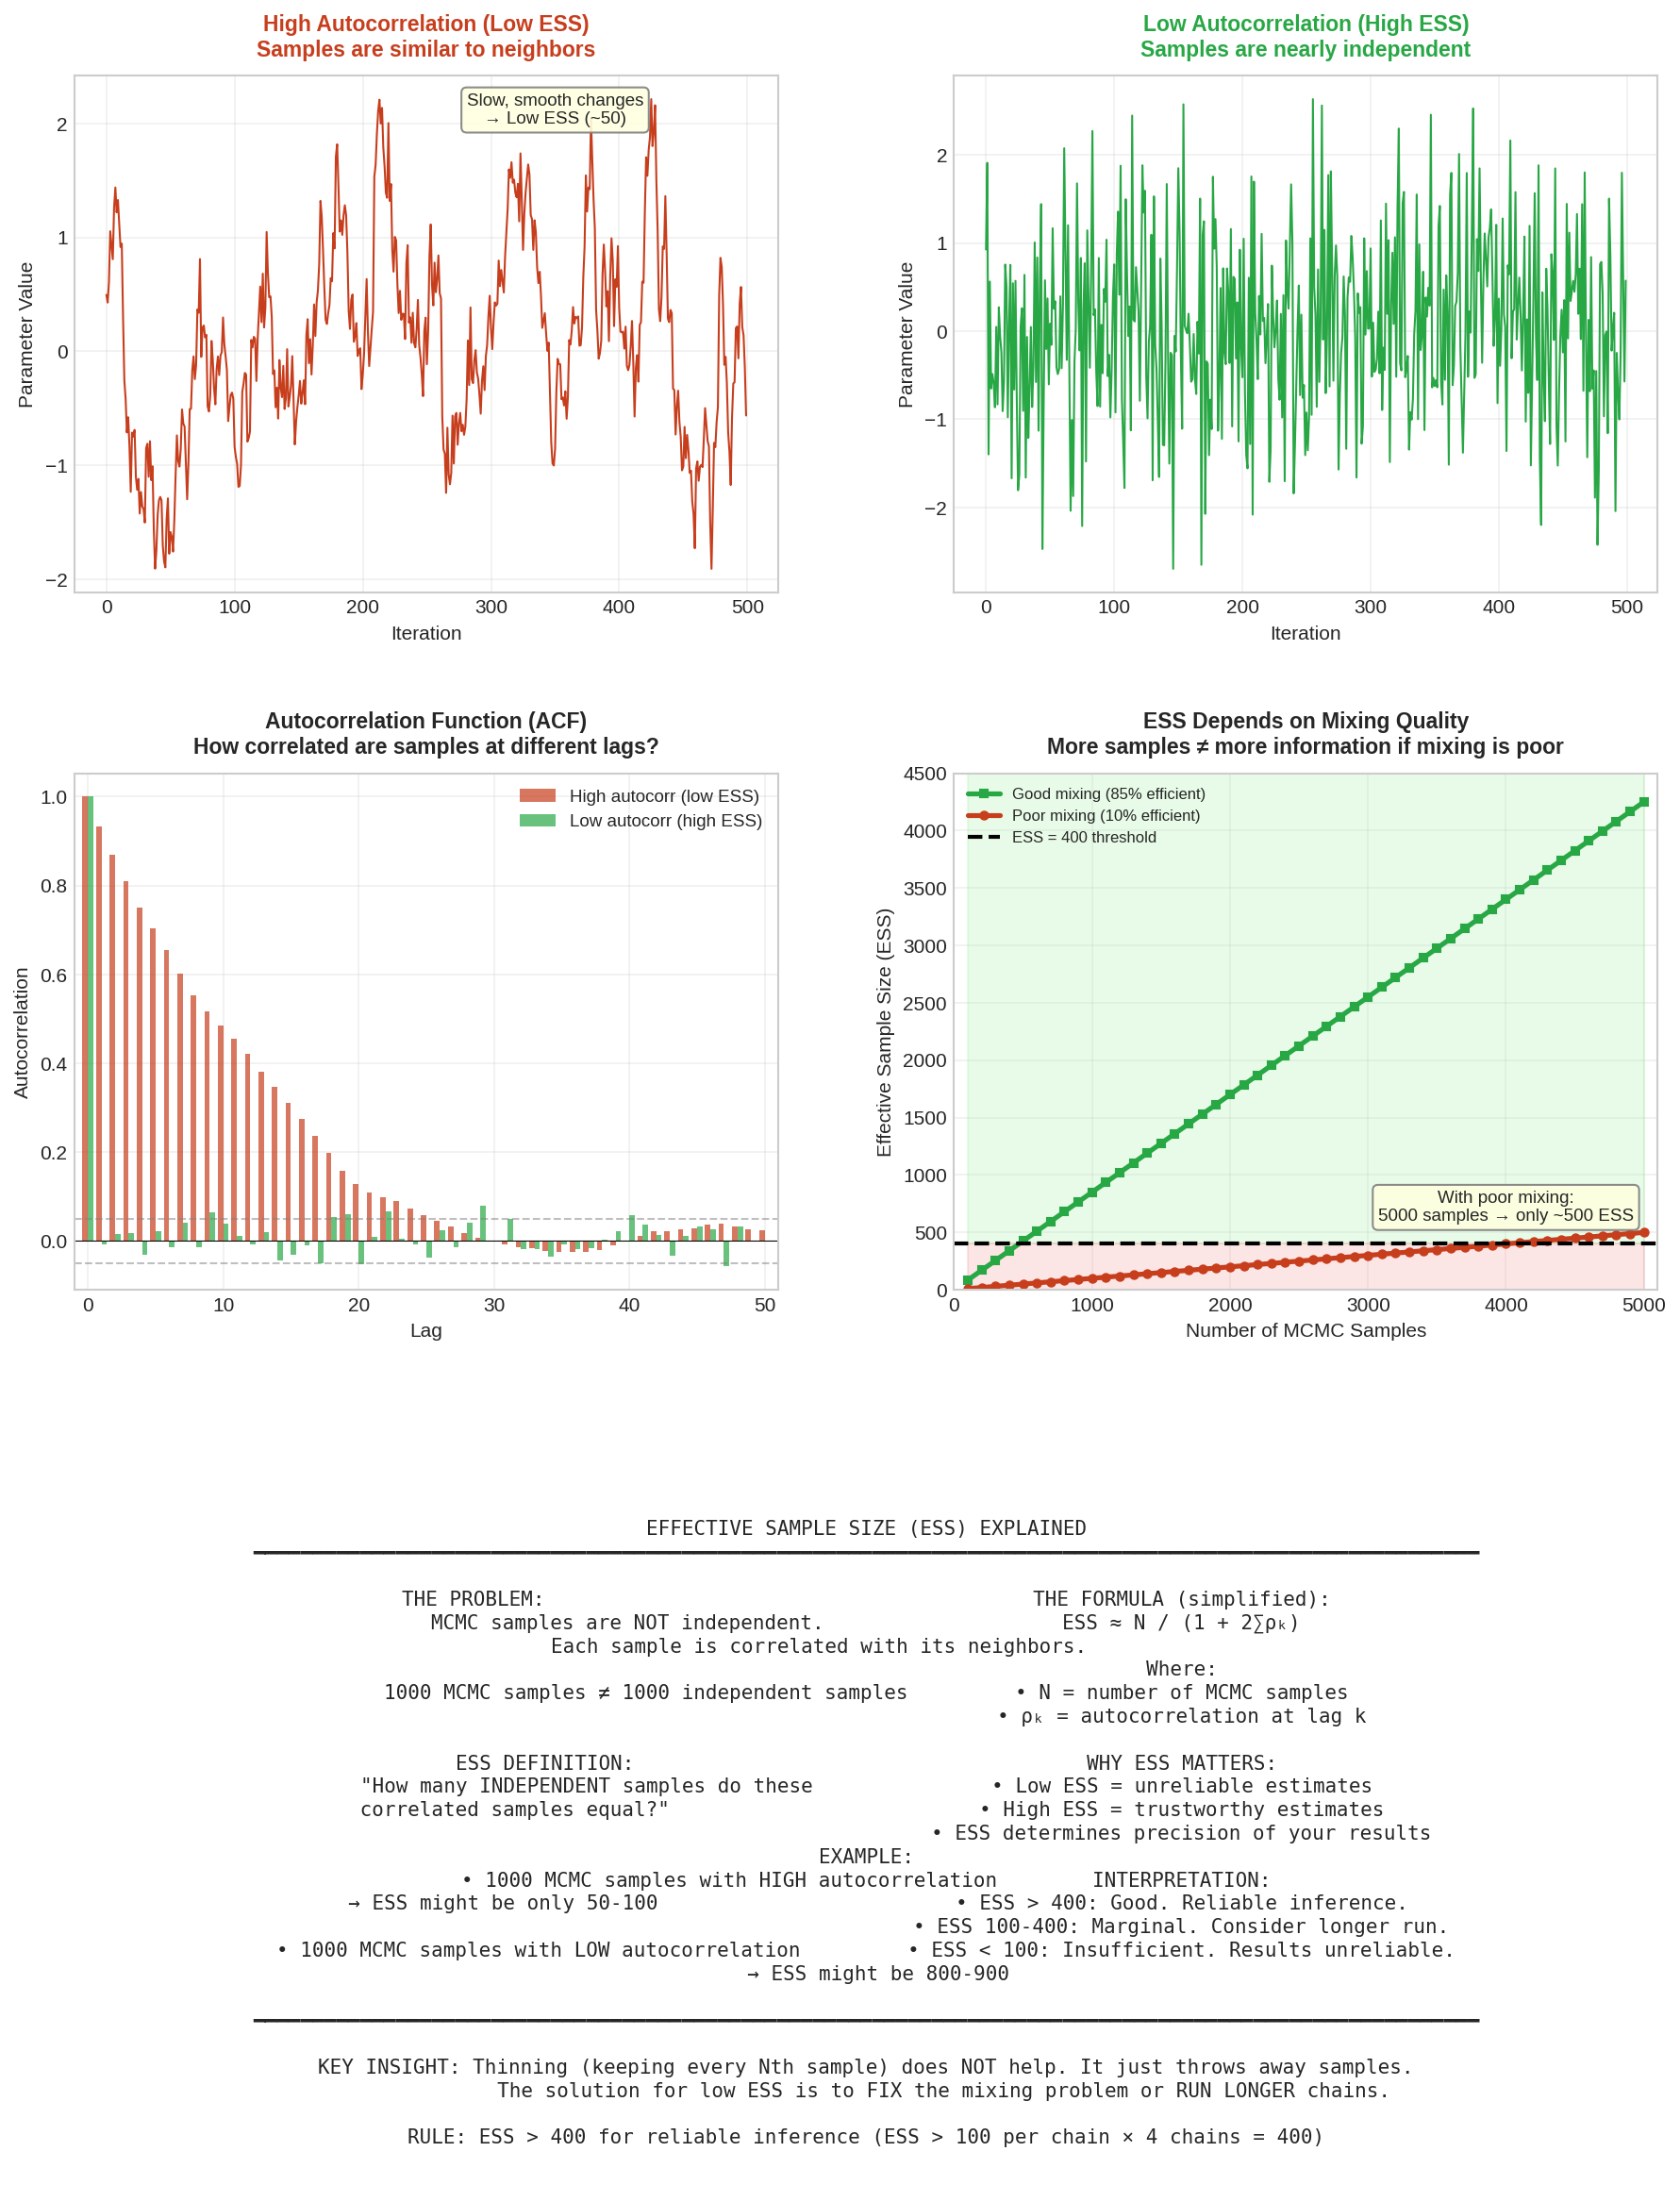 High Autocorrelation (Low ESS)
Samples are similar to neighbors
Slow, smooth changes
→ Low ESS (~50)
2
1
0
−1
−2
Parameter Value
0 100 200 300 400 500
Iteration
Low Autocorrelation (High ESS)
Samples are nearly independent
2
1
0
−1
−2
Parameter Value
0 100 200 300 400 500
Iteration
Autocorrelation Function (ACF)
How correlated are samples at different lags?
High autocorr (low ESS)
Low autocorr (high ESS)
1.0
0.8
0.6
0.4
0.2
0.0
Autocorrelation
0 10 20 30 40 50
Lag
ESS Depends on Mixing Quality
More samples ≠ more information if mixing is poor
Good mixing (85% efficient)
Poor mixing (10% efficient)
ESS = 400 threshold
4500
4000
3500
3000
2500
2000
1500
1000
500
0
Effective Sample Size (ESS)
With poor mixing:
5000 samples → only ~500 ESS
0 1000 2000 3000 4000 5000
Number of MCMC Samples
EFFECTIVE SAMPLE SIZE (ESS) EXPLAINED
THE PROBLEM: THE FORMULA (simplified):
MCMC samples are NOT independent. ESS ≈ N / (1 + 2∑ρₖ)
Each sample is correlated with its neighbors.
Where:
1000 MCMC samples ≠ 1000 independent samples • N = number of MCMC samples
• ρₖ = autocorrelation at lag k
ESS DEFINITION: WHY ESS MATTERS:
"How many INDEPENDENT samples do these • Low ESS = unreliable estimates
correlated samples equal?" • High ESS = trustworthy estimates
• ESS determines precision of your results
EXAMPLE:
• 1000 MCMC samples with HIGH autocorrelation INTERPRETATION:
→ ESS might be only 50-100 • ESS > 400: Good. Reliable inference.
• ESS 100-400: Marginal. Consider longer run.
• 1000 MCMC samples with LOW autocorrelation • ESS < 100: Insufficient. Results unreliable.
→ ESS might be 800-900
KEY INSIGHT: Thinning (keeping every Nth sample) does NOT help. It just throws away samples.
The solution for low ESS is to FIX the mixing problem or RUN LONGER chains.
RULE: ESS > 400 for reliable inference (ESS > 100 per chain × 4 chains = 400)